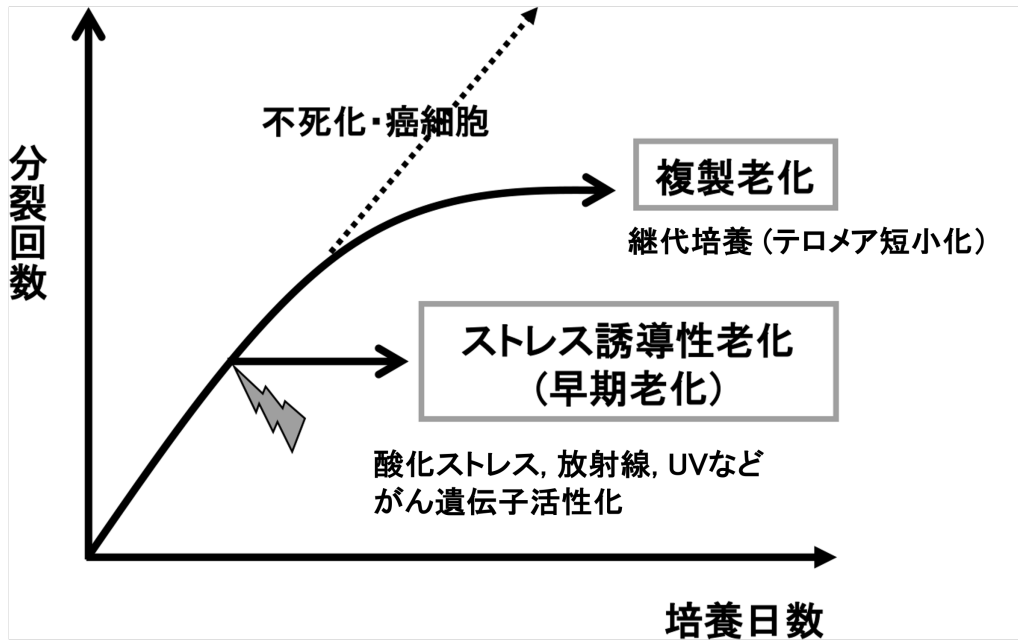 不死化・癌細胞
分裂回数
複製老化
継代培養（テロメア短小化）
ストレス誘導性老化
（早期老化）
酸化ストレス, 放射線, UVなど
がん遺伝子活性化
培養日数